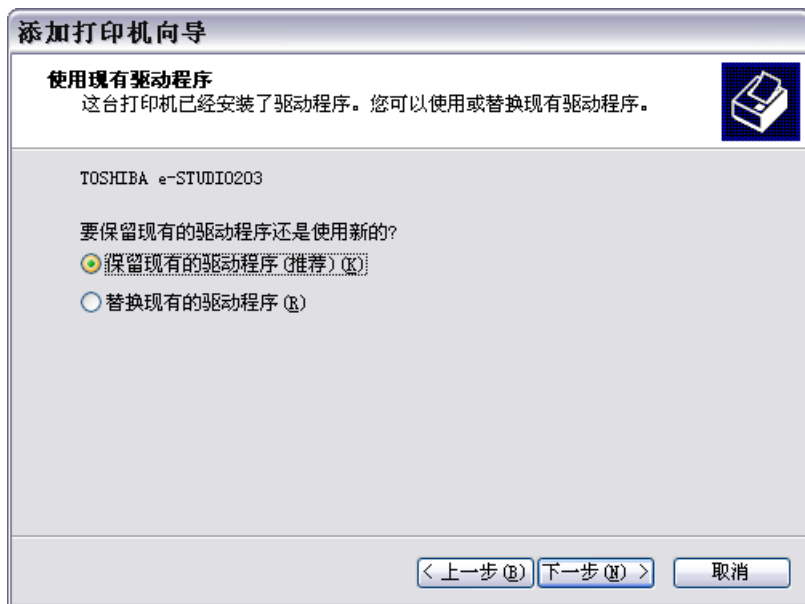 添加打印机向导
使用现有驱动程序
这台打印机已经安装了驱动程序。您可以使用或替换现有驱动程序。
TOSHIBA e-STUDIO203
要保留现有的驱动程序还是使用新的?
保留现有的驱动程序(推荐)(K)
替换现有的驱动程序(R)
< 上一步(B) 下一步(N) > 取消